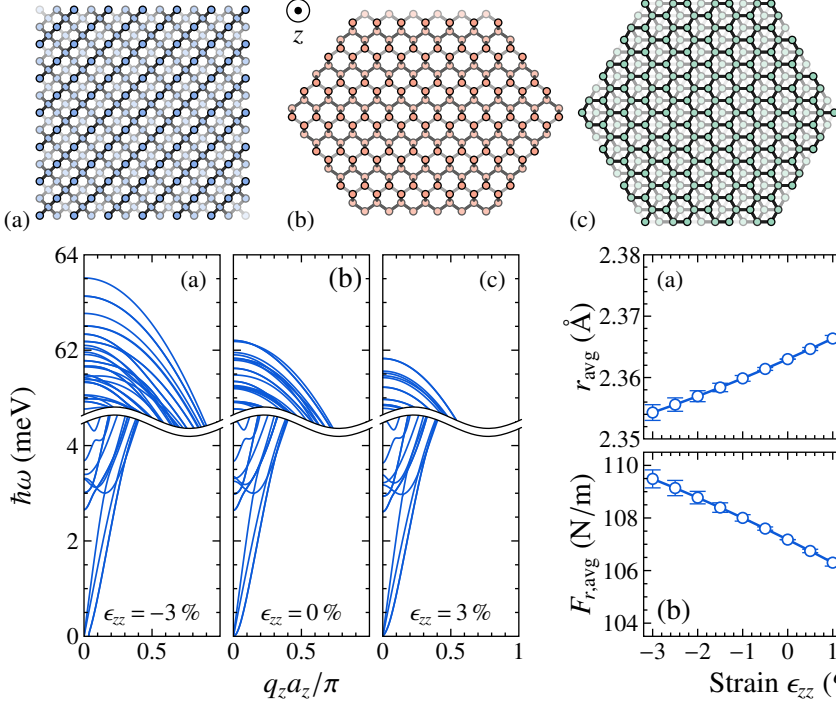 z
(a)
(b)
(c)
(a)
(b)
(c)
64
62
4
2
0
ħω (meV)
ϵzz = −3 %
ϵzz = 0 %
ϵzz = 3 %
0
0.5
0
0.5
0
0.5
1
qzaz/π
(a)
2.38
2.37
2.36
2.35
ravg (Å)
110
108
106
104
Fr,avg (N/m)
(b)
−3
−2
−1
0
1
Strain ϵzz (